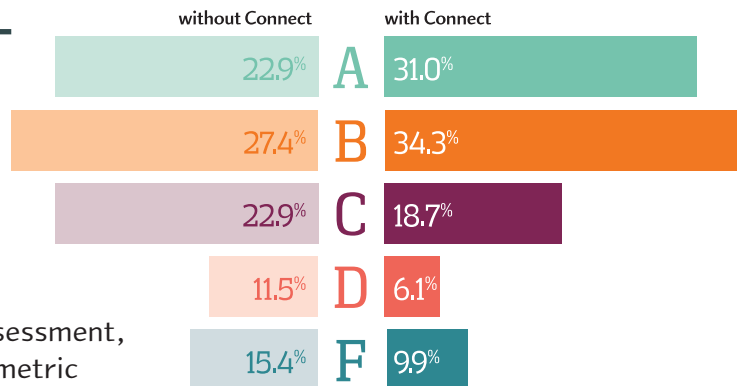 without Connect with Connect
22.9% A 31.0%
27.4% B 34.3%
22.9% C 18.7%
11.5% D 6.1%
sessment,
15.4% F 9.9%
metric